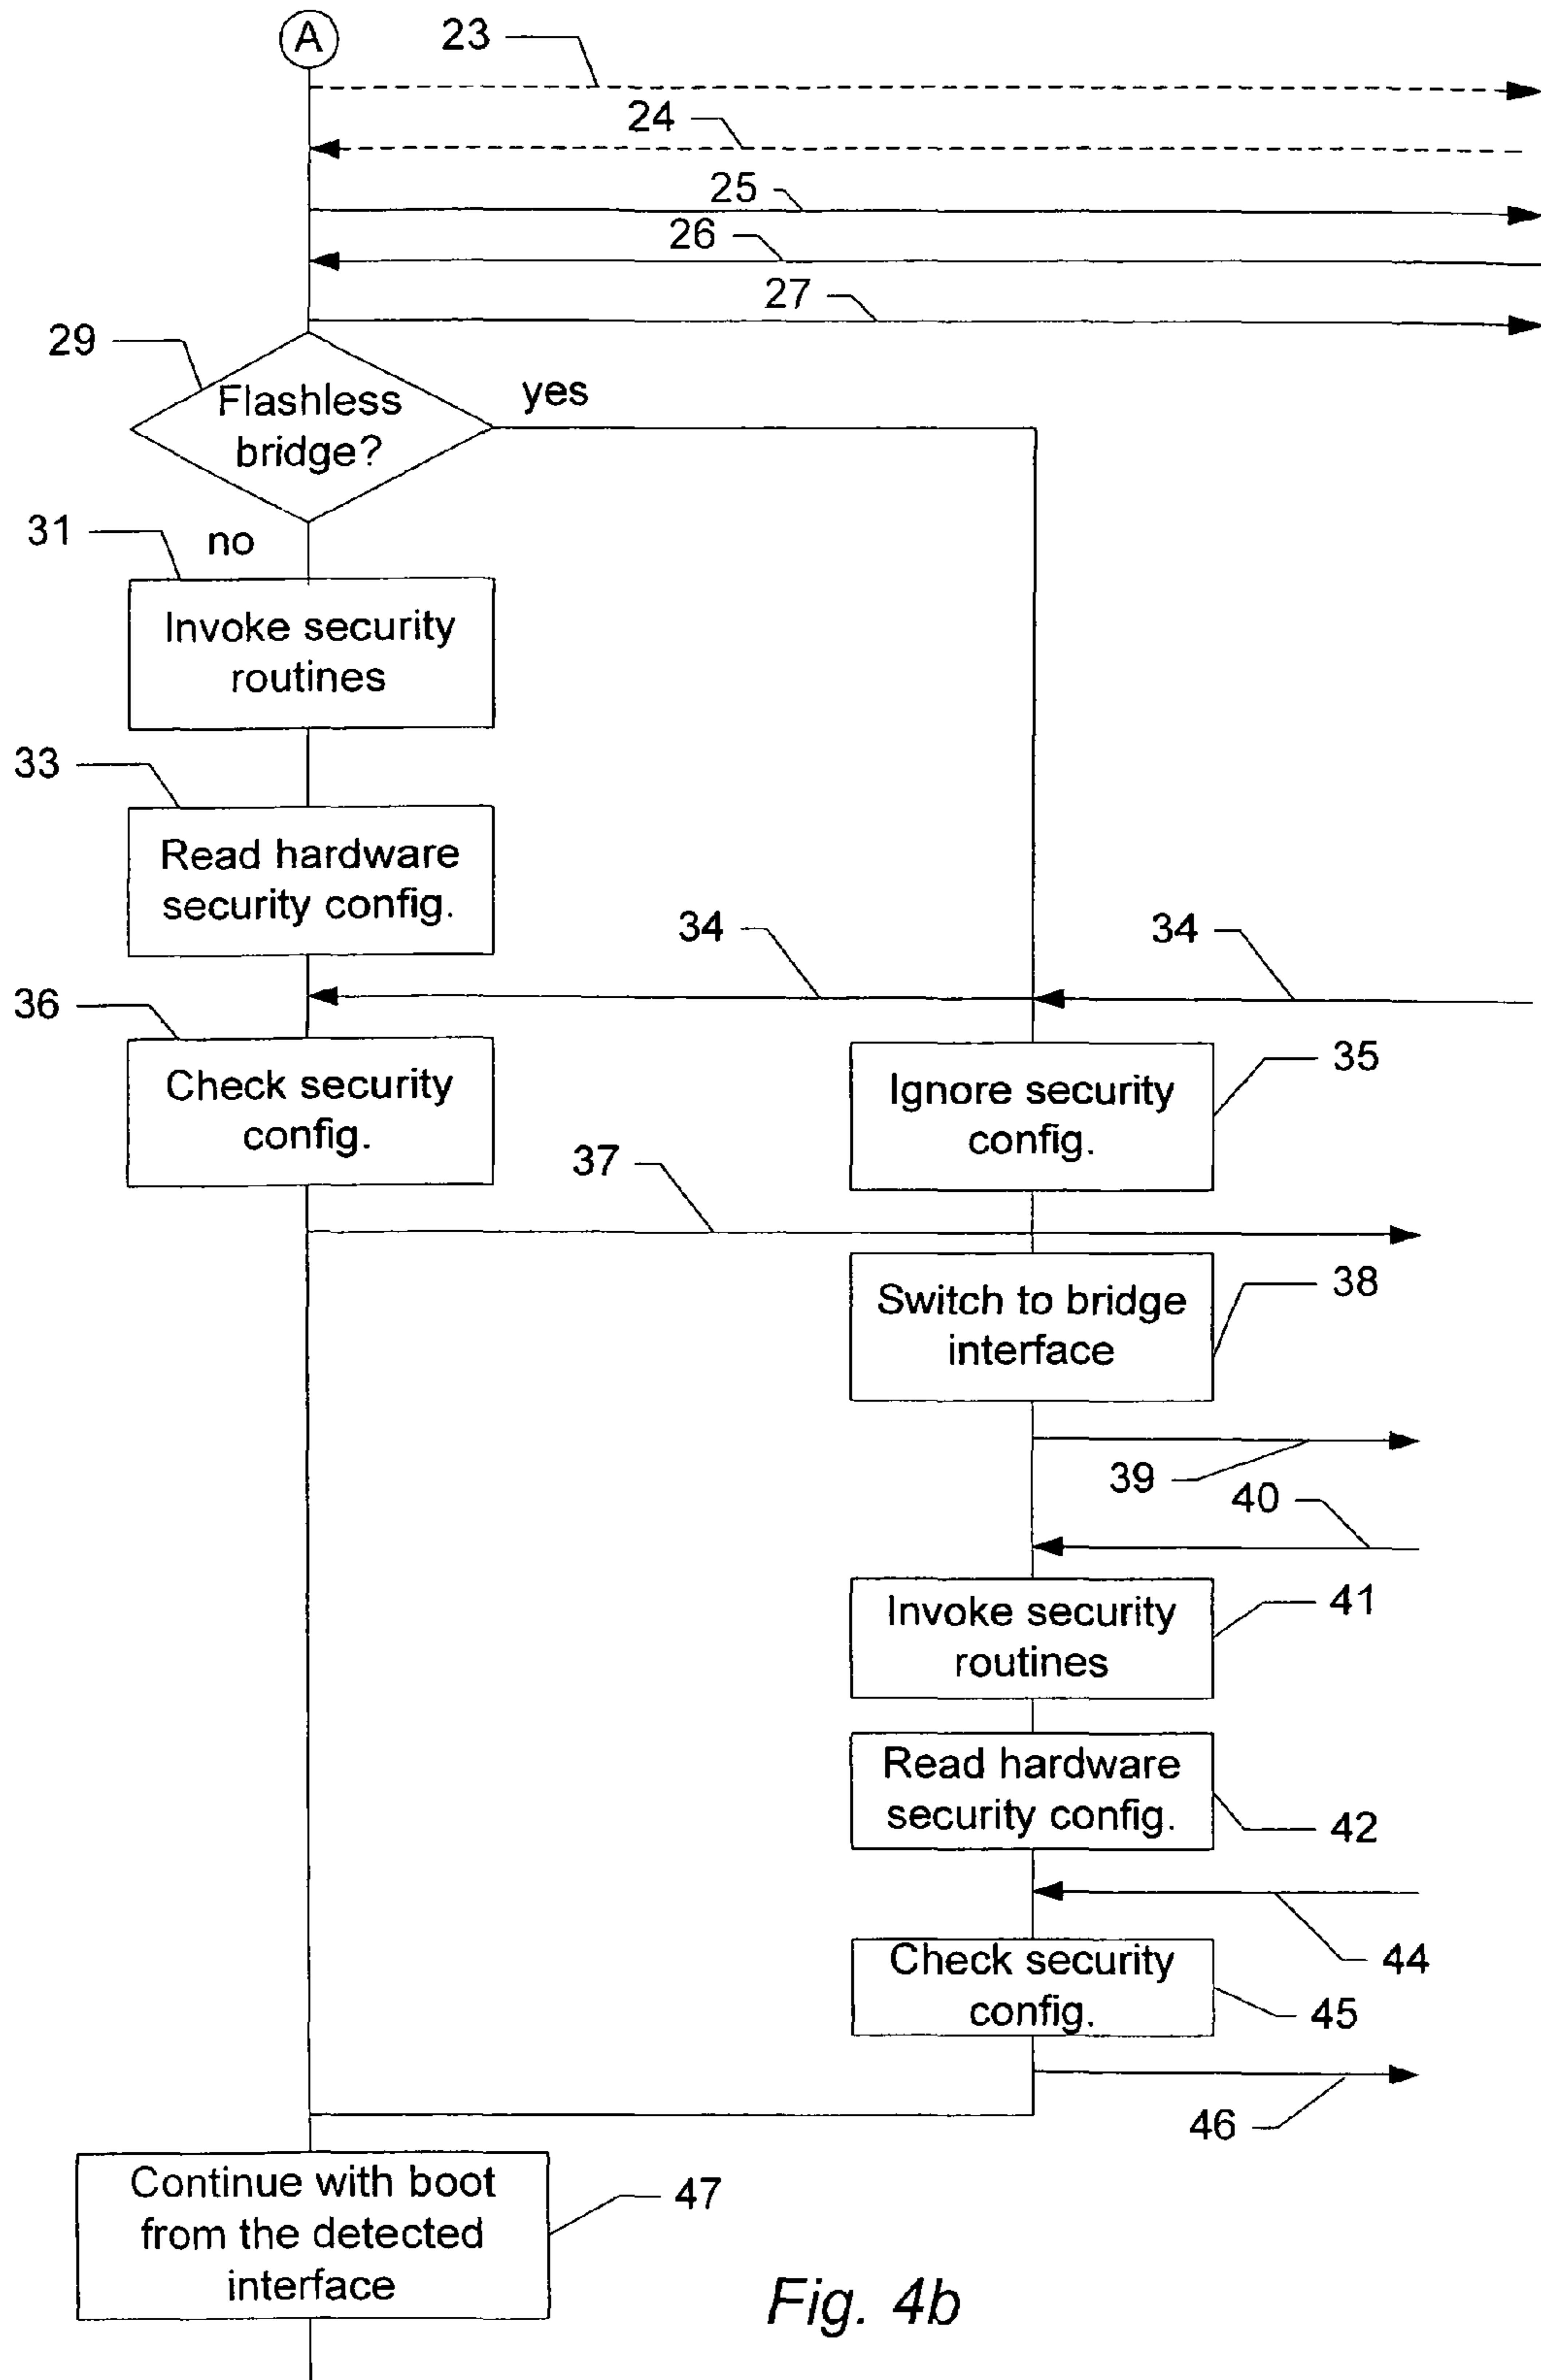 A
23
24
25
26
27
29
Flashless
bridge?
yes
no
31
Invoke security
routines
33
Read hardware
security config.
34
34
36
Check security
config.
35
Ignore security
config.
37
38
Switch to bridge
interface
39
40
41
Invoke security
routines
Read hardware
security config.
42
44
Check security
config.
45
46
Continue with boot
from the detected
interface
47
Fig. 4b